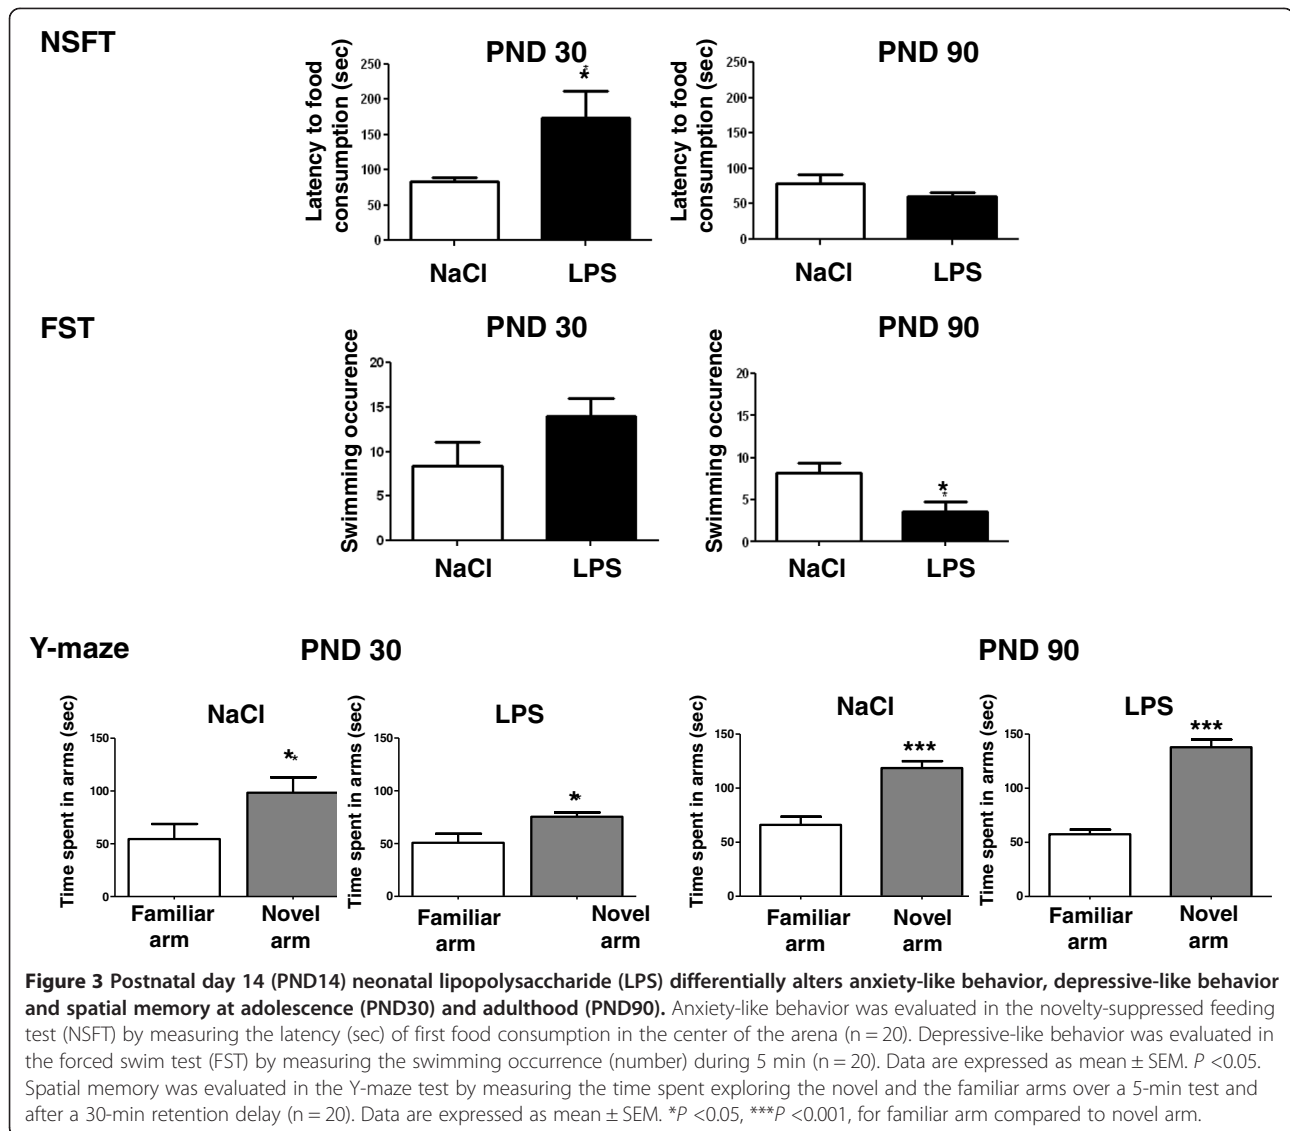 NSFT
PND 30
PND 90
Latency to food
consumption (sec)
250
200
150
100
50
0
*
NaCl
LPS
Latency to food
consumption (sec)
250
200
150
100
50
0
NaCl
LPS
FST
PND 30
PND 90
Swimming occurence
20
15
10
5
0
NaCl
LPS
Swimming occurence
20
15
10
5
0
*
NaCl
LPS
Y-maze
PND 30
PND 90
NaCl
Time spent in arms (sec)
150
100
50
0
**
Familiar
arm
Novel
arm
LPS
Time spent in arms (sec)
150
100
50
0
*
Familiar
arm
Novel
arm
NaCl
Time spent in arms (sec)
150
100
50
0
***
Familiar
arm
Novel
arm
LPS
Time spent in arms (sec)
150
100
50
0
***
Familiar
arm
Novel
arm
Figure 3 Postnatal day 14 (PND14) neonatal lipopolysaccharide (LPS) differentially alters anxiety-like behavior, depressive-like behavior
and spatial memory at adolescence (PND30) and adulthood (PND90). Anxiety-like behavior was evaluated in the novelty-suppressed feeding
test (NSFT) by measuring the latency (sec) of first food consumption in the center of the arena (n = 20). Depressive-like behavior was evaluated in
the forced swim test (FST) by measuring the swimming occurrence (number) during 5 min (n = 20). Data are expressed as mean ± SEM. P <0.05.
Spatial memory was evaluated in the Y-maze test by measuring the time spent exploring the novel and the familiar arms over a 5-min test and
after a 30-min retention delay (n = 20). Data are expressed as mean ± SEM. *P <0.05, ***P <0.001, for familiar arm compared to novel arm.